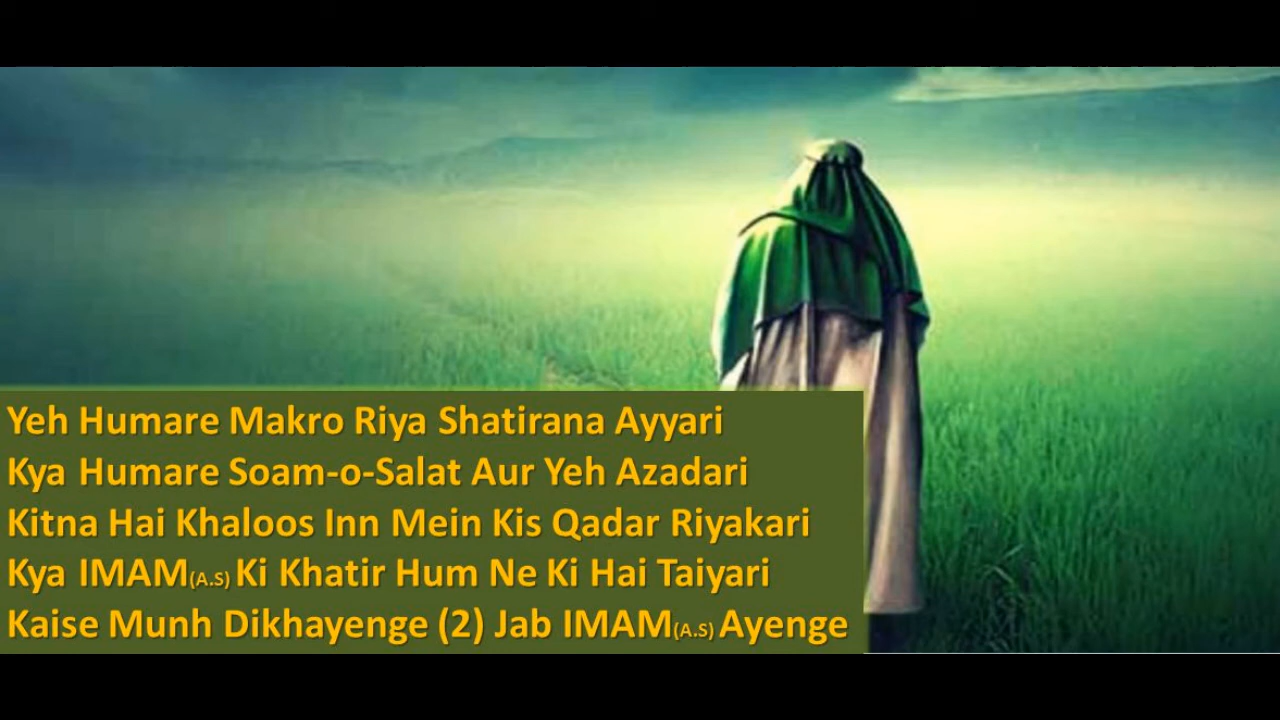 Yeh Humare Makro Riya Shatirana Ayyari
Kya Humare Soam-o-Salat Aur Yeh Azadari
Kitna Hai Khaloos Inn Mein Kis Qadar Riyakari
Kya IMAM(A.S) Ki Khatir Hum Ne Ki Hai Taiyari
Kaise Munh Dikhayenge (2) Jab IMAM(A.S) Ayenge